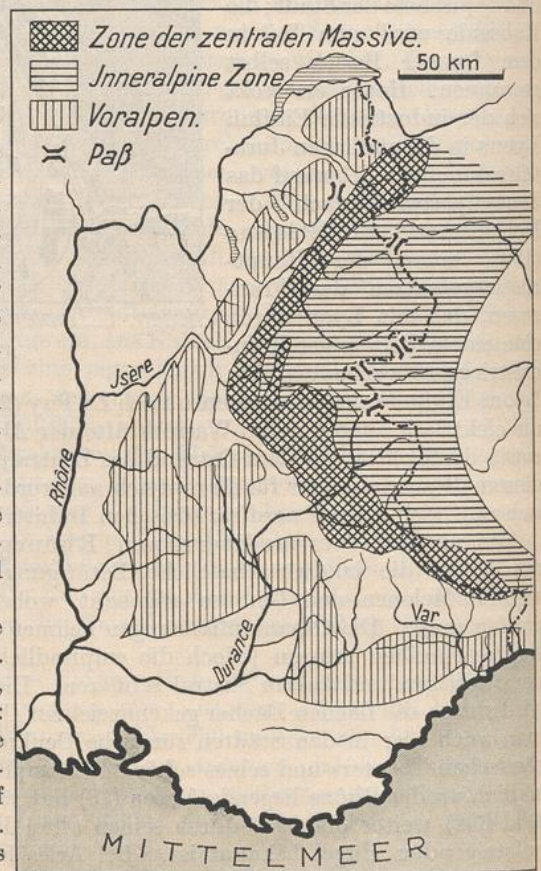 Zone der zentralen Massive.
50 km
Jnneralpine Zone
Voralpen.
Paß
Jsère
Rhône
Durance
Var
MITTELMEER